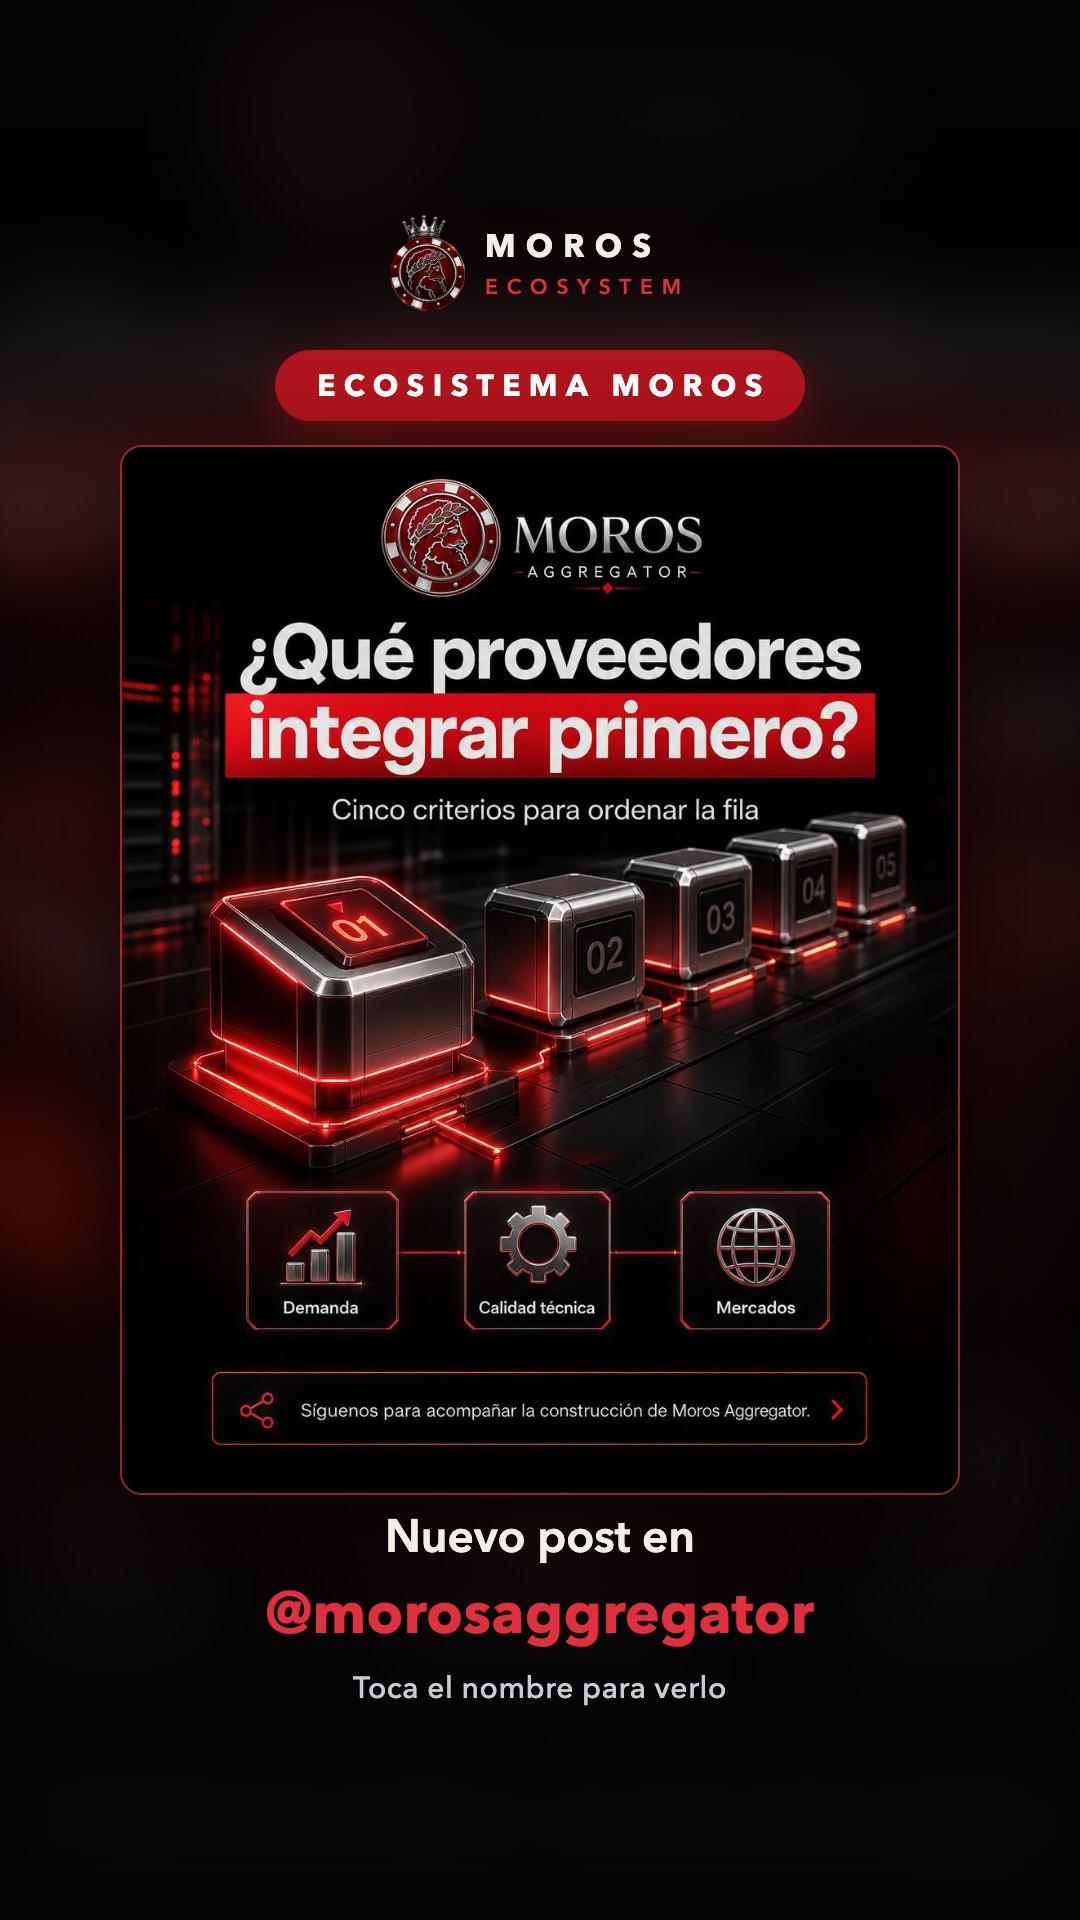 MOROS
ECOSYSTEM
ECOSISTEMA MOROS
MOROS
AGGREGATOR
¿Qué proveedores
integrar primero?
Cinco criterios para ordenar la fila
01
02
03
04
05
Demanda
Calidad técnica
Mercados
Síguenos para acompañar la construcción de Moros Aggregator.
Nuevo post en
@morosaggregator
Toca el nombre para verlo